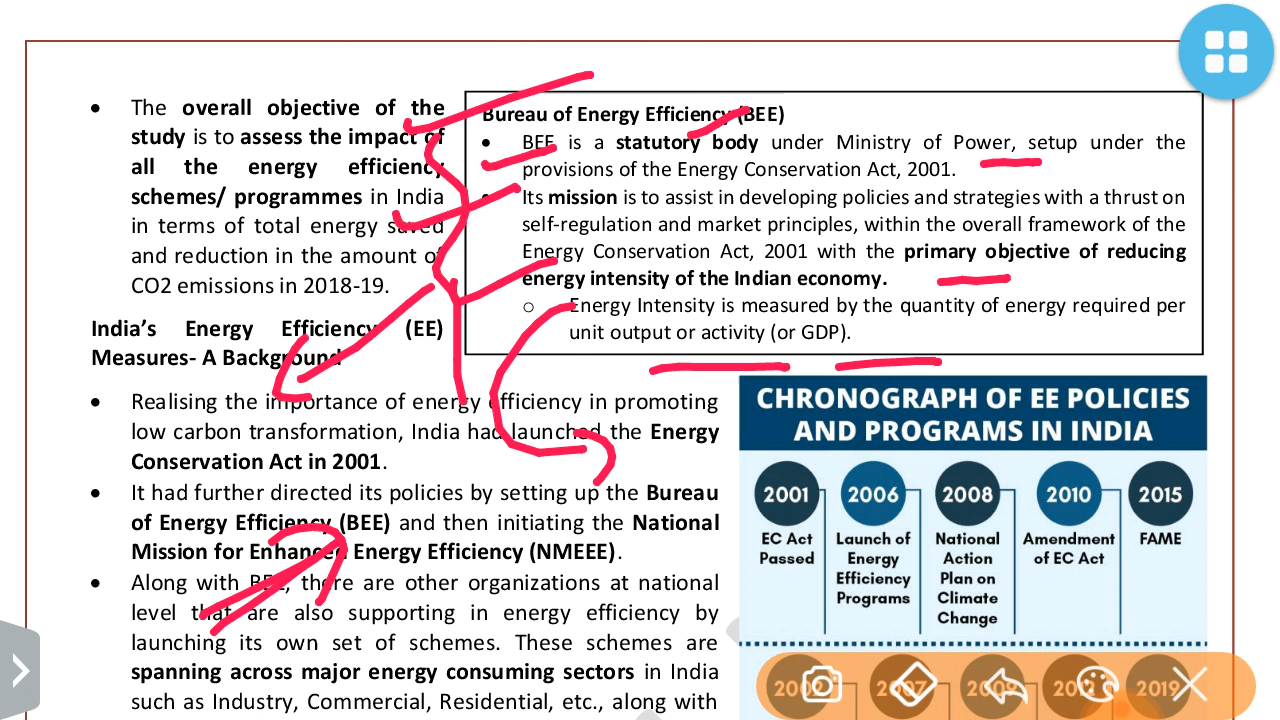 • The overall objective of the
study is to assess the impact of
all the energy efficiency
schemes/ programmes in India
in terms of total energy saved
and reduction in the amount of
CO2 emissions in 2018-19.
India's Energy Efficiency (EE)
Measures- A Background
Bureau of Energy Efficiency (BEE)
• BEE is a statutory body under Ministry of Power, setup under the
provisions of the Energy Conservation Act, 2001.
• Its mission is to assist in developing policies and strategies with a thrust on
self-regulation and market principles, within the overall framework of the
Energy Conservation Act, 2001 with the primary objective of reducing
energy intensity of the Indian economy.
o Energy Intensity is measured by the quantity of energy required per
unit output or activity (or GDP).
• Realising the importance of energy efficiency in promoting
low carbon transformation, India had launched the Energy
Conservation Act in 2001.
• It had further directed its policies by setting up the Bureau
of Energy Efficiency (BEE) and then initiating the National
Mission for Enhanced Energy Efficiency (NMEEE).
• Along with BEE, there are other organizations at national
level that are also supporting in energy efficiency by
launching its own set of schemes. These schemes are
spanning across major energy consuming sectors in India
such as Industry, Commercial, Residential, etc., along with
CHRONOGRAPH OF EE POLICIES
AND PROGRAMS IN INDIA
2001 2006 2008 2010 2015
EC Act
Passed
Launch of
Energy
Efficiency
Programs
National
Action
Plan on
Climate
Change
Amendment
of EC Act
FAME
2007 2009 2019